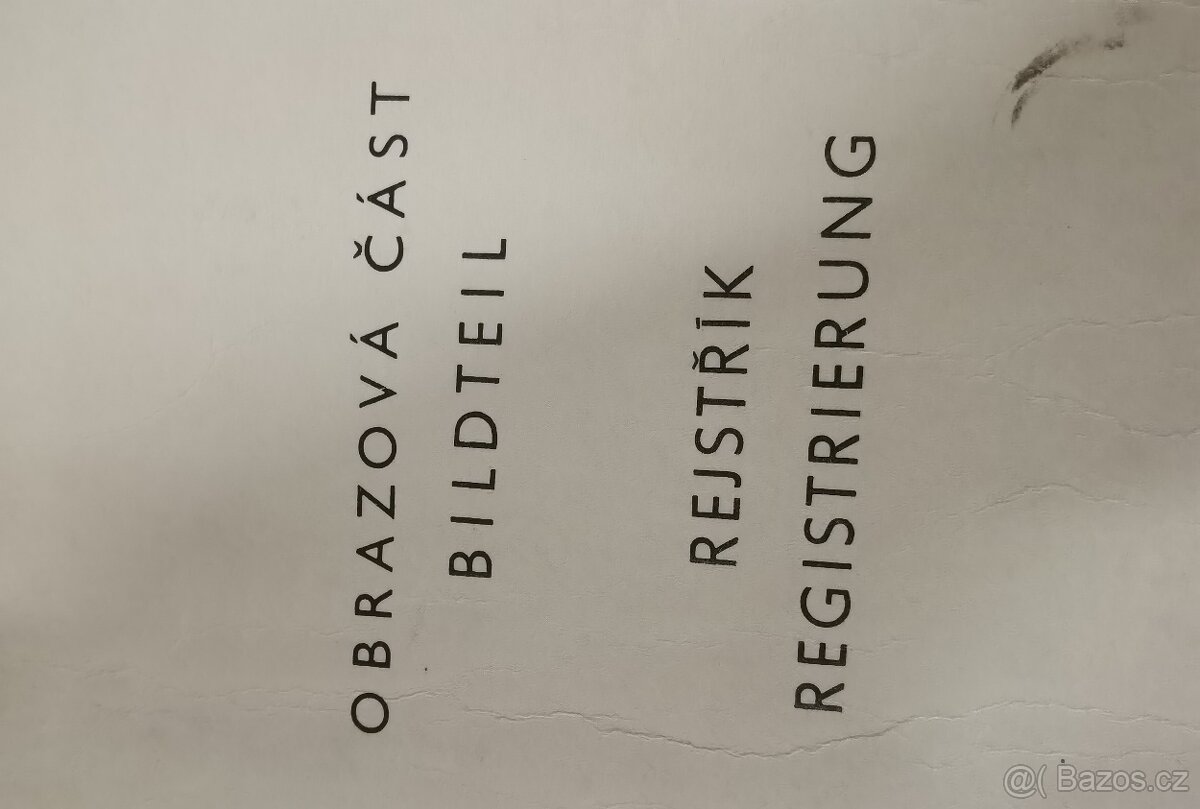 OBRAZOVÁ ČÁST
BILDTEIL
REJSTŘÍK
REGISTRIERUNG
@( Bazos.cz